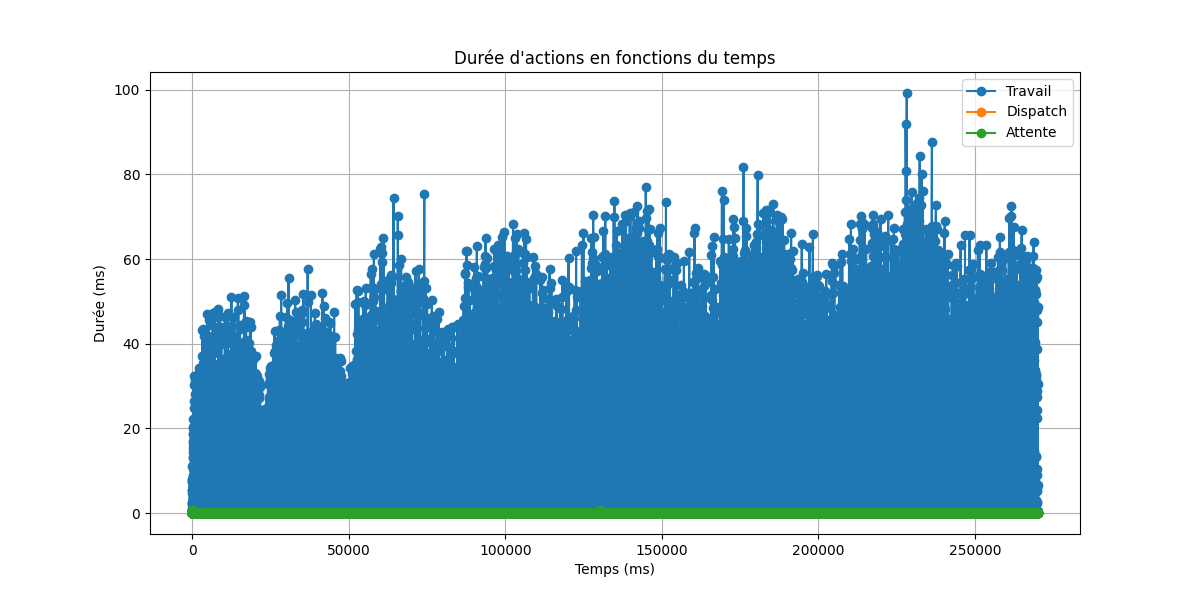 Durée d'actions en fonctions du temps
Durée (ms)
100
80
60
40
20
0
Travail
Dispatch
Attente
0 50000 100000 150000 200000 250000
Temps (ms)